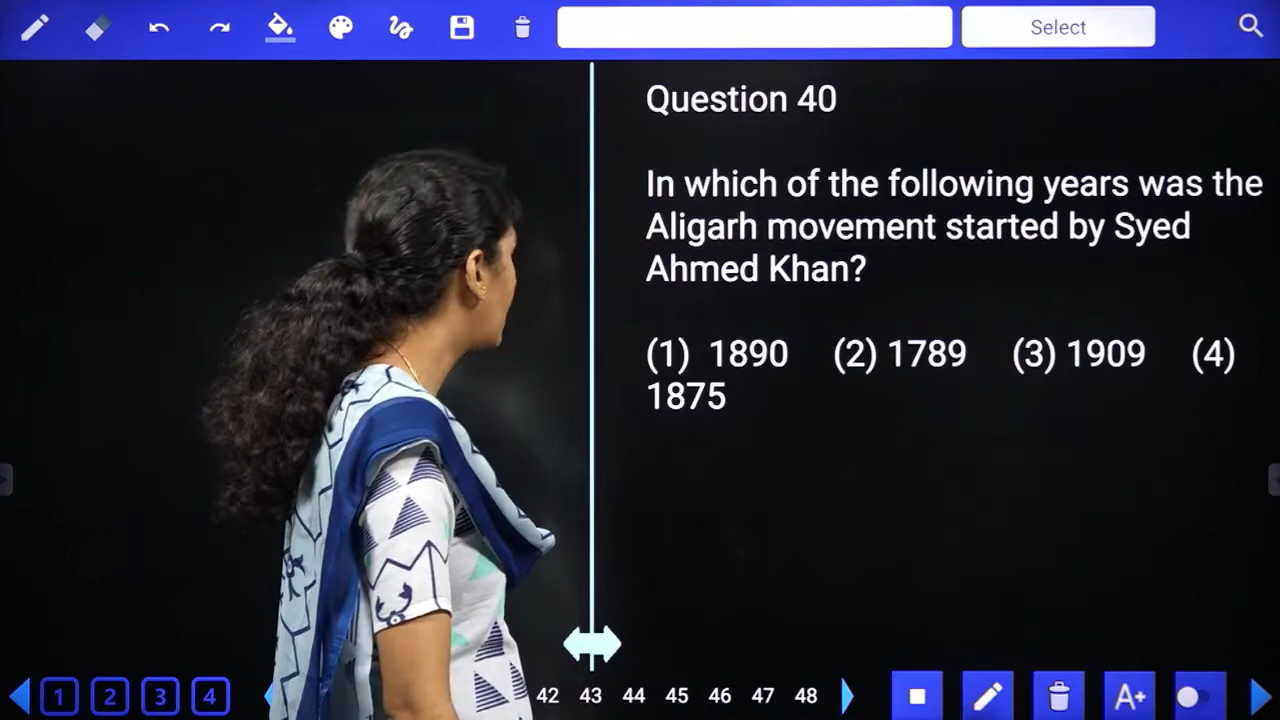 Select
Question 40
In which of the following years was the
Aligarh movement started by Syed
Ahmed Khan?
(1) 1890 (2) 1789 (3) 1909 (4)
1875
1 2 3 4 42 43 44 45 46 47 48 A+